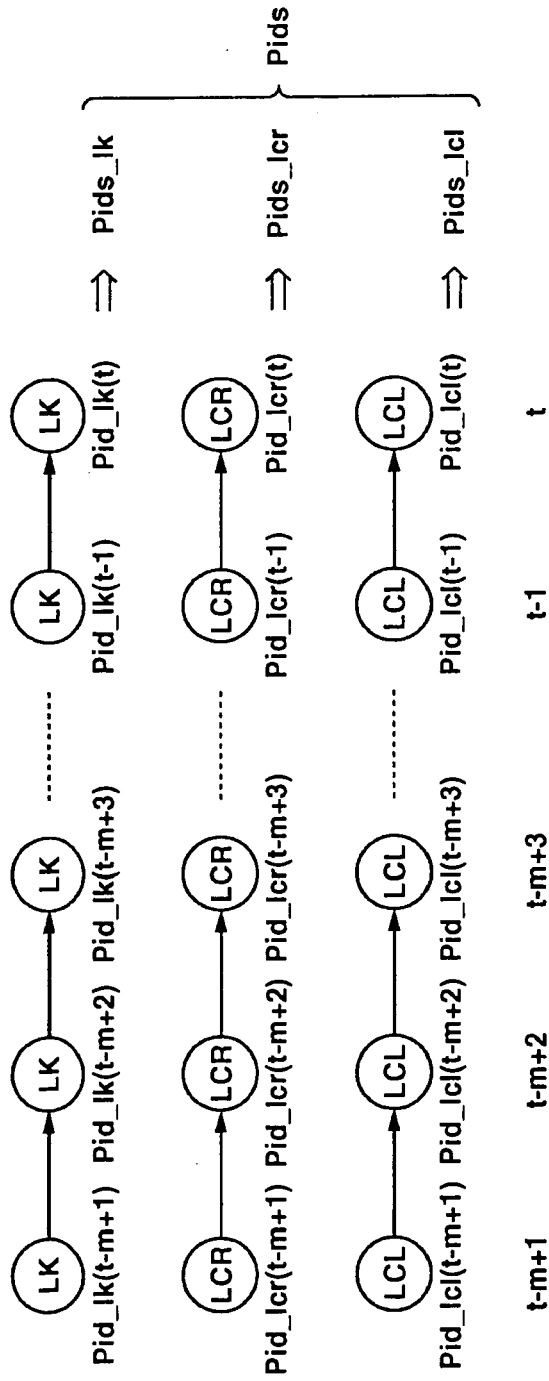 LK LK LK LK LK
Pid_lk(t-m+1) Pid_lk(t-m+2) Pid_lk(t-m+3) Pid_lk(t-1) Pid_lk(t) ⇒ Pids_lk
LCR LCR LCR LCR LCR
Pid_lcr(t-m+1) Pid_lcr(t-m+2) Pid_lcr(t-m+3) Pid_lcr(t-1) Pid_lcr(t) ⇒ Pids_lcr
Pids
LCL LCL LCL LCL LCL
Pid_lcl(t-m+1) Pid_lcl(t-m+2) Pid_lcl(t-m+3) Pid_lcl(t-1) Pid_lcl(t) ⇒ Pids_lcl
t-m+1 t-m+2 t-m+3 t-1 t